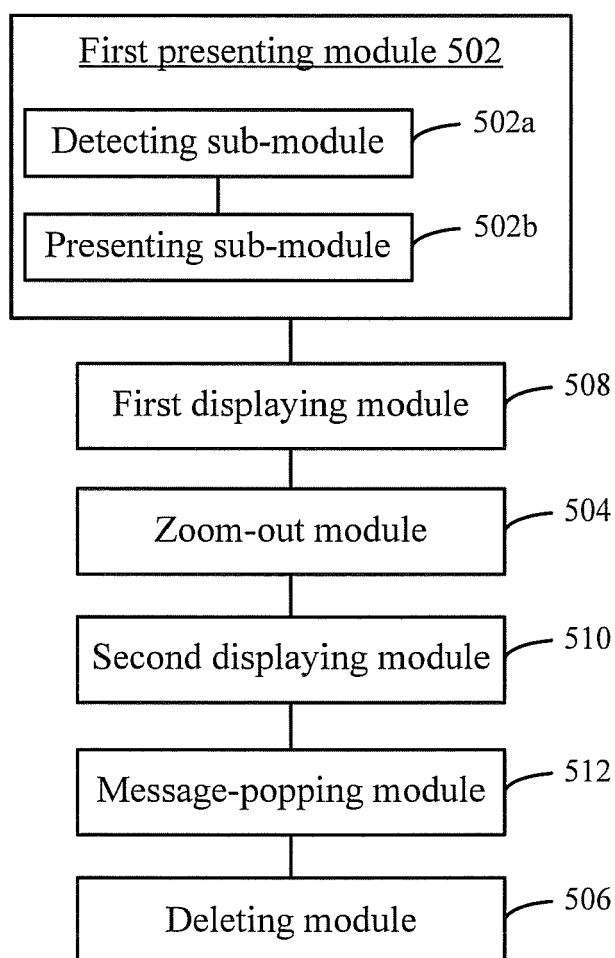 First presenting module 502
Detecting sub-module
502a
Presenting sub-module
502b
First displaying module
508
Zoom-out module
504
Second displaying module
510
Message-popping module
512
Deleting module
506